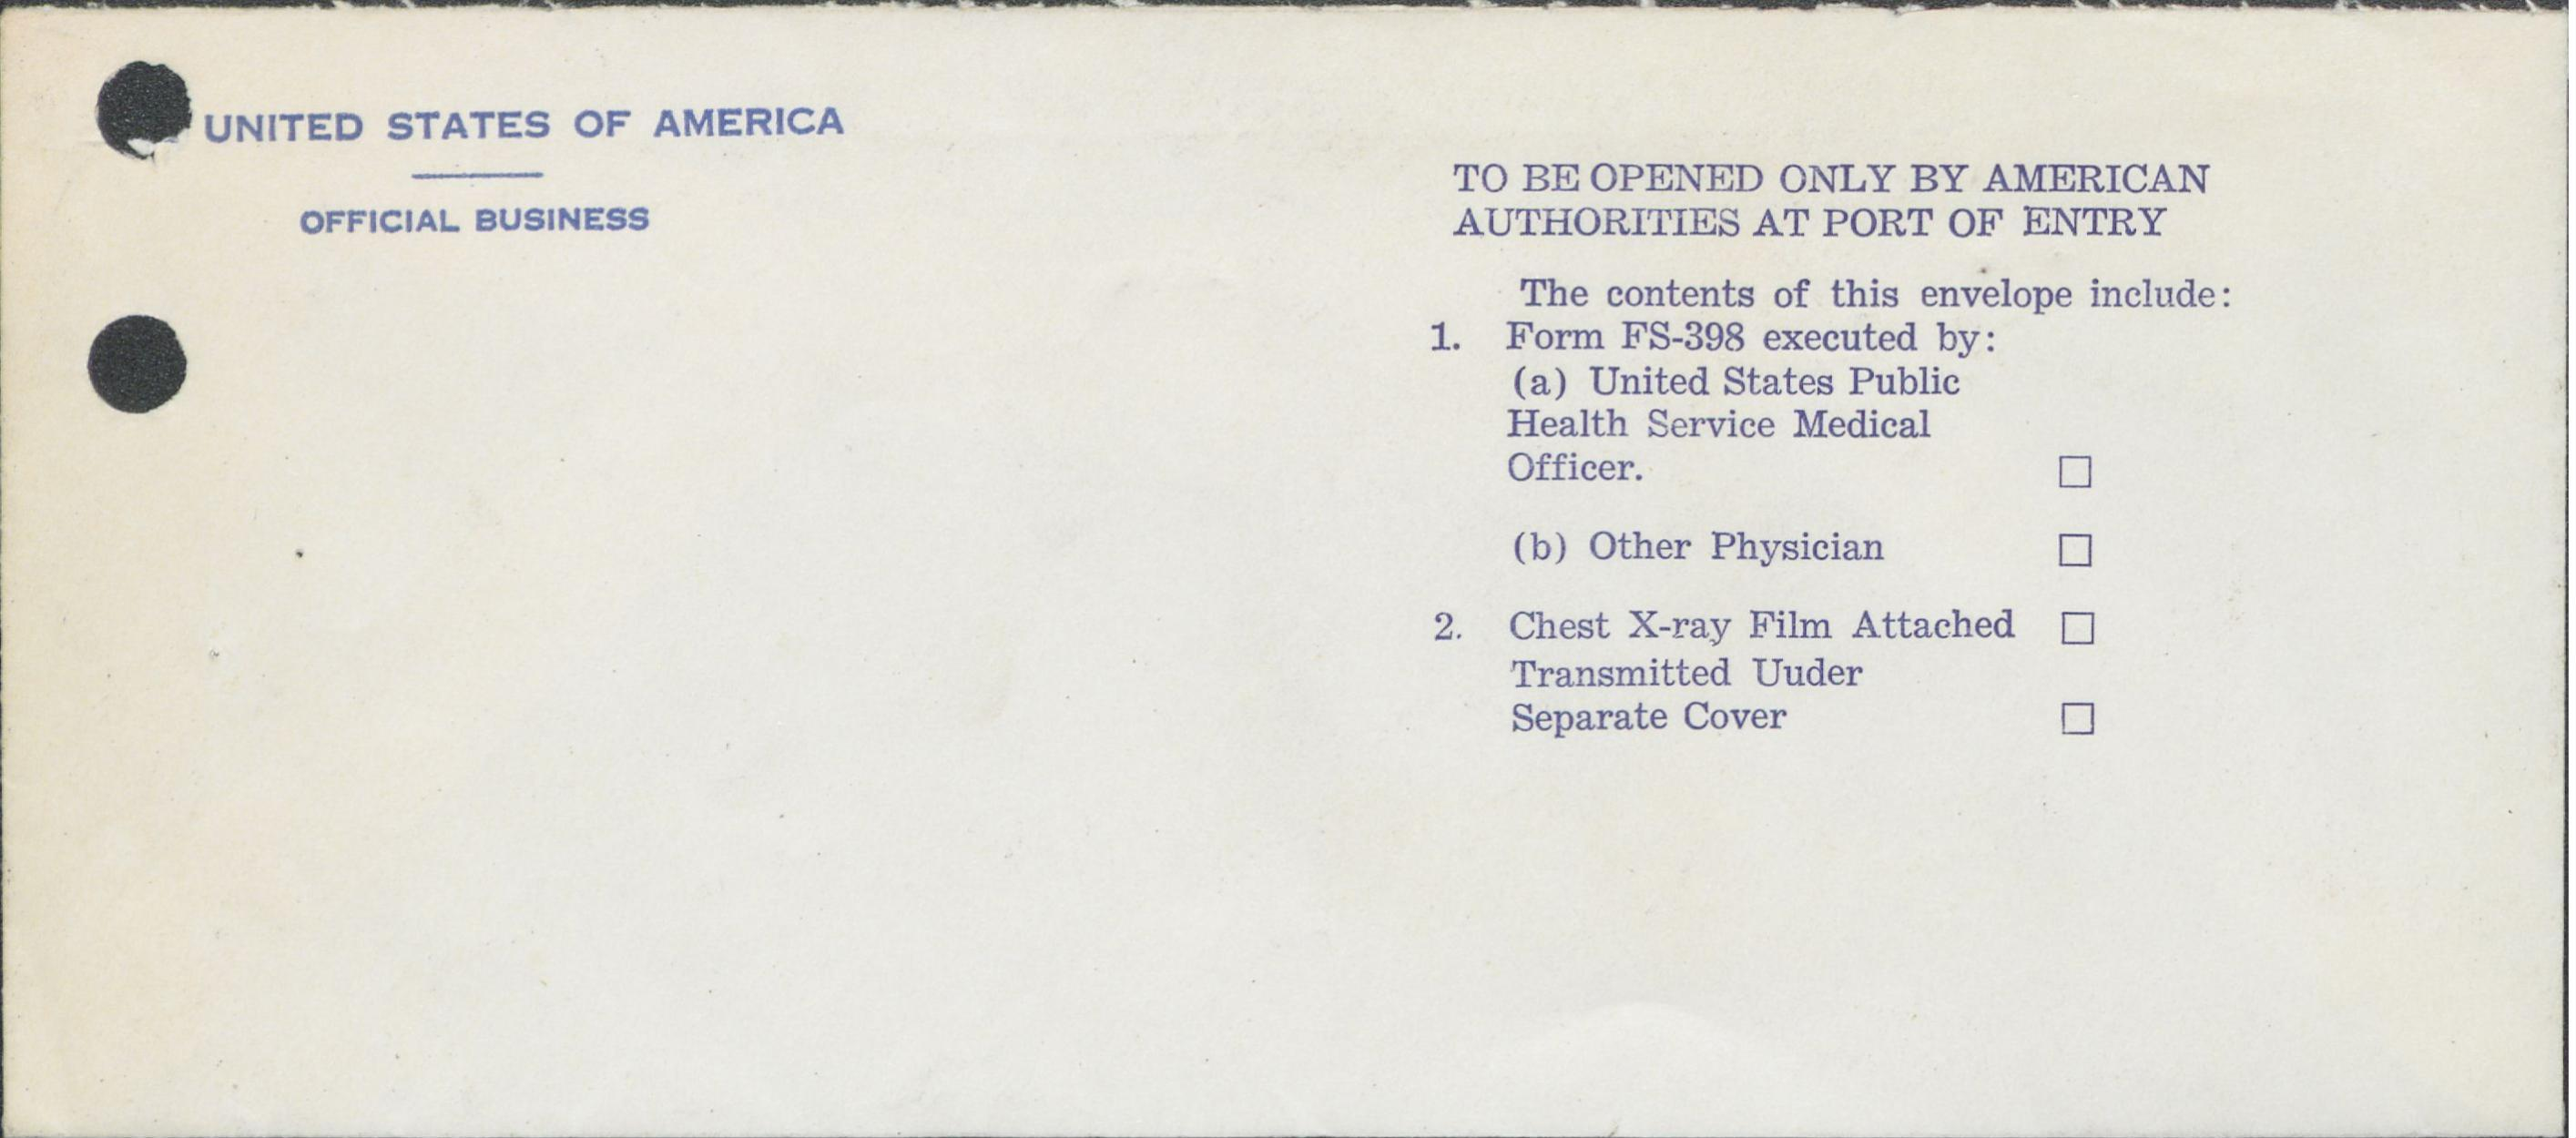 UNITED STATES OF AMERICA
OFFICIAL BUSINESS
TO BE OPENED ONLY BY AMERICAN
AUTHORITIES AT PORT OF ENTRY
The contents of this envelope include:
1. Form FS-398 executed by:
(a) United States Public
Health Service Medical
Officer. ☐
(b) Other Physician ☐
2. Chest X-ray Film Attached ☐
Transmitted Uuder
Separate Cover ☐